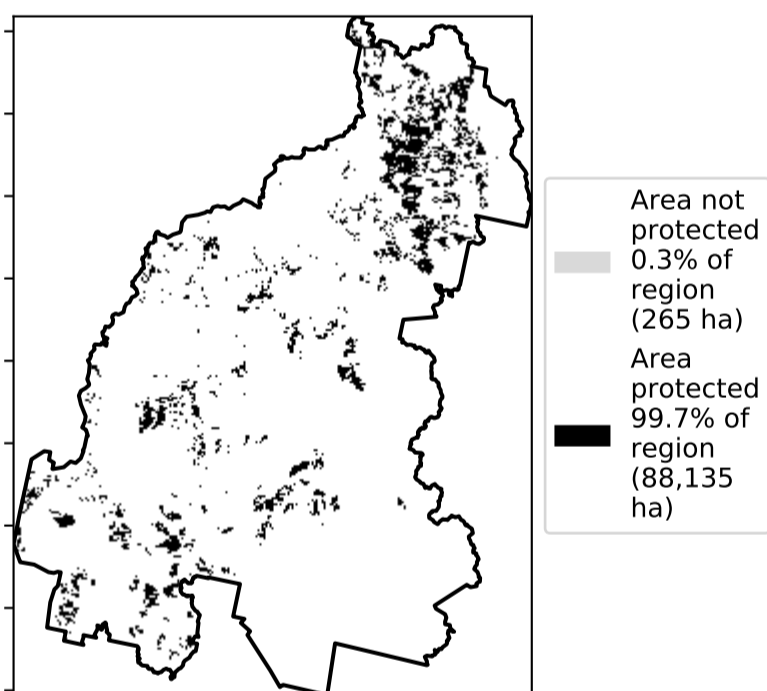 Area not
protected
0.3% of
region
(265 ha)
Area
protected
99.7% of
region
(88,135
ha)